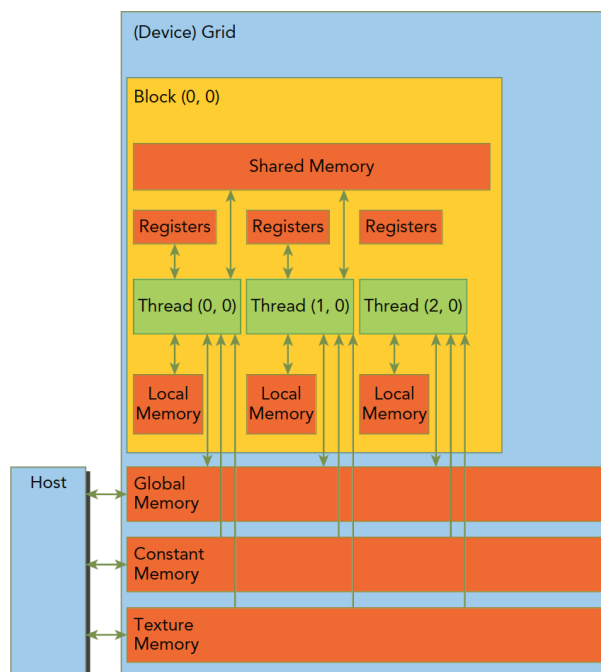 (Device) Grid
Block (0, 0)
Shared Memory
Registers
Registers
Registers
Thread (0, 0)
Thread (1, 0)
Thread (2, 0)
Local
Memory
Local
Memory
Local
Memory
Host
Global
Memory
Constant
Memory
Texture
Memory